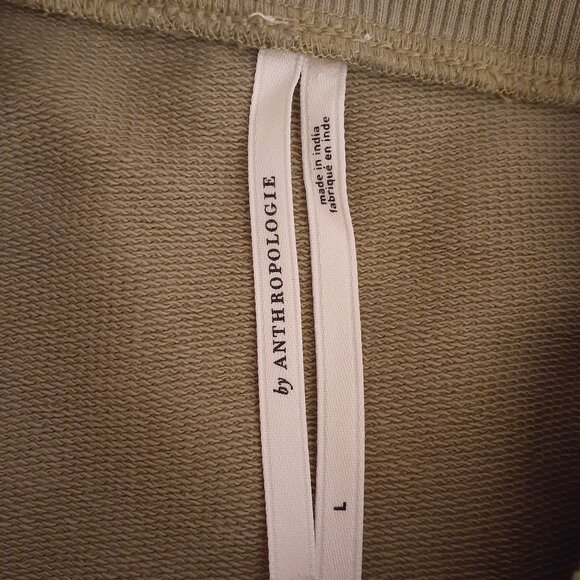 by ANTHROPOLOGIE
made in india
fabriqué en inde
L